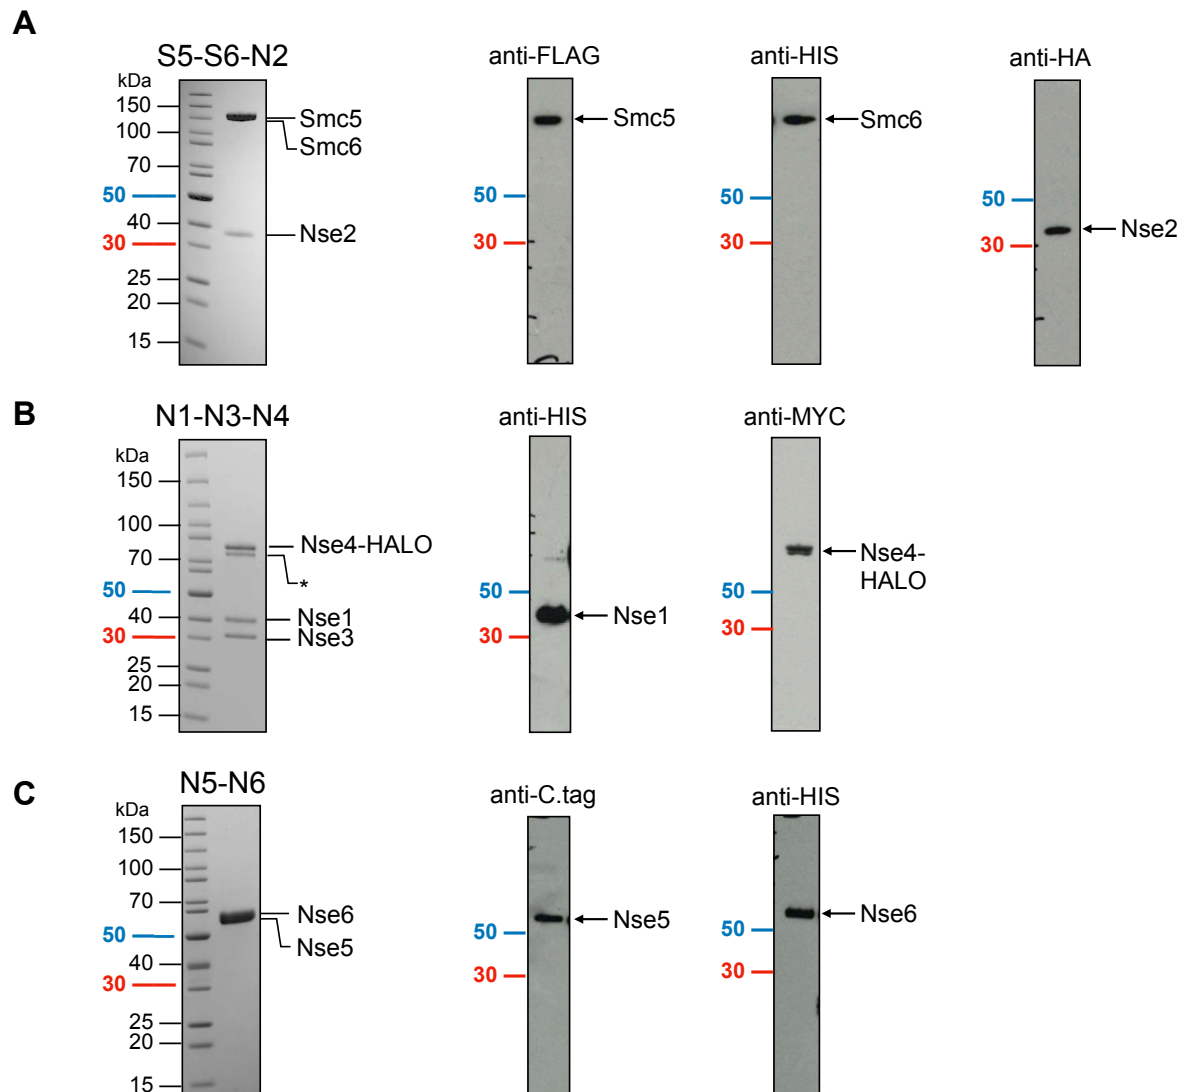 A
S5-S6-N2
anti-FLAG
anti-HIS
anti-HA
kDa
150
100
70
50
40
30
25
20
15
Smc5
Smc6
Nse2
50
30
Smc5
50
30
Smc6
50
30
Nse2
B
N1-N3-N4
anti-HIS
anti-MYC
kDa
150
100
70
50
40
30
25
20
15
Nse4-HALO
*
Nse1
Nse3
50
30
Nse1
50
30
Nse4-
HALO
C
N5-N6
anti-C.tag
anti-HIS
kDa
150
100
70
50
40
30
25
20
15
Nse6
Nse5
50
30
Nse5
50
30
Nse6